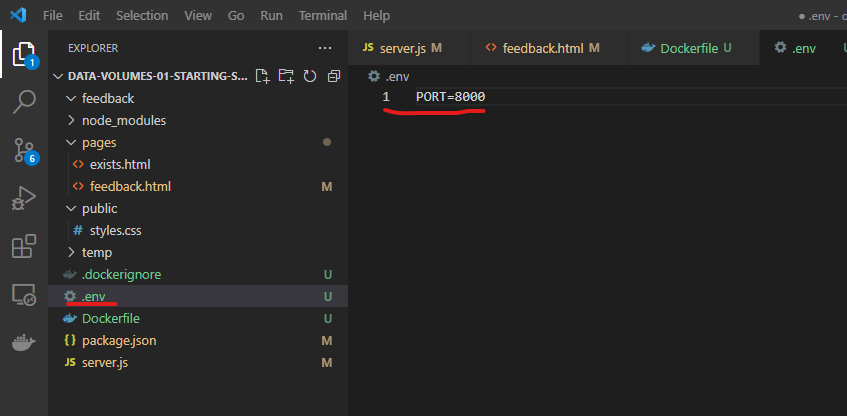 File Edit Selection View Go Run Terminal Help
● .env - d
EXPLORER
DATA-VOLUMES-01-STARTING-S...
feedback
node_modules
pages
exists.html
feedback.html M
public
# styles.css
temp
.dockerignore U
.env U
Dockerfile U
{ } package.json M
JS server.js M
1
6
JS server.js M
<> feedback.html M
Dockerfile U
.env U
.env
1 PORT=8000